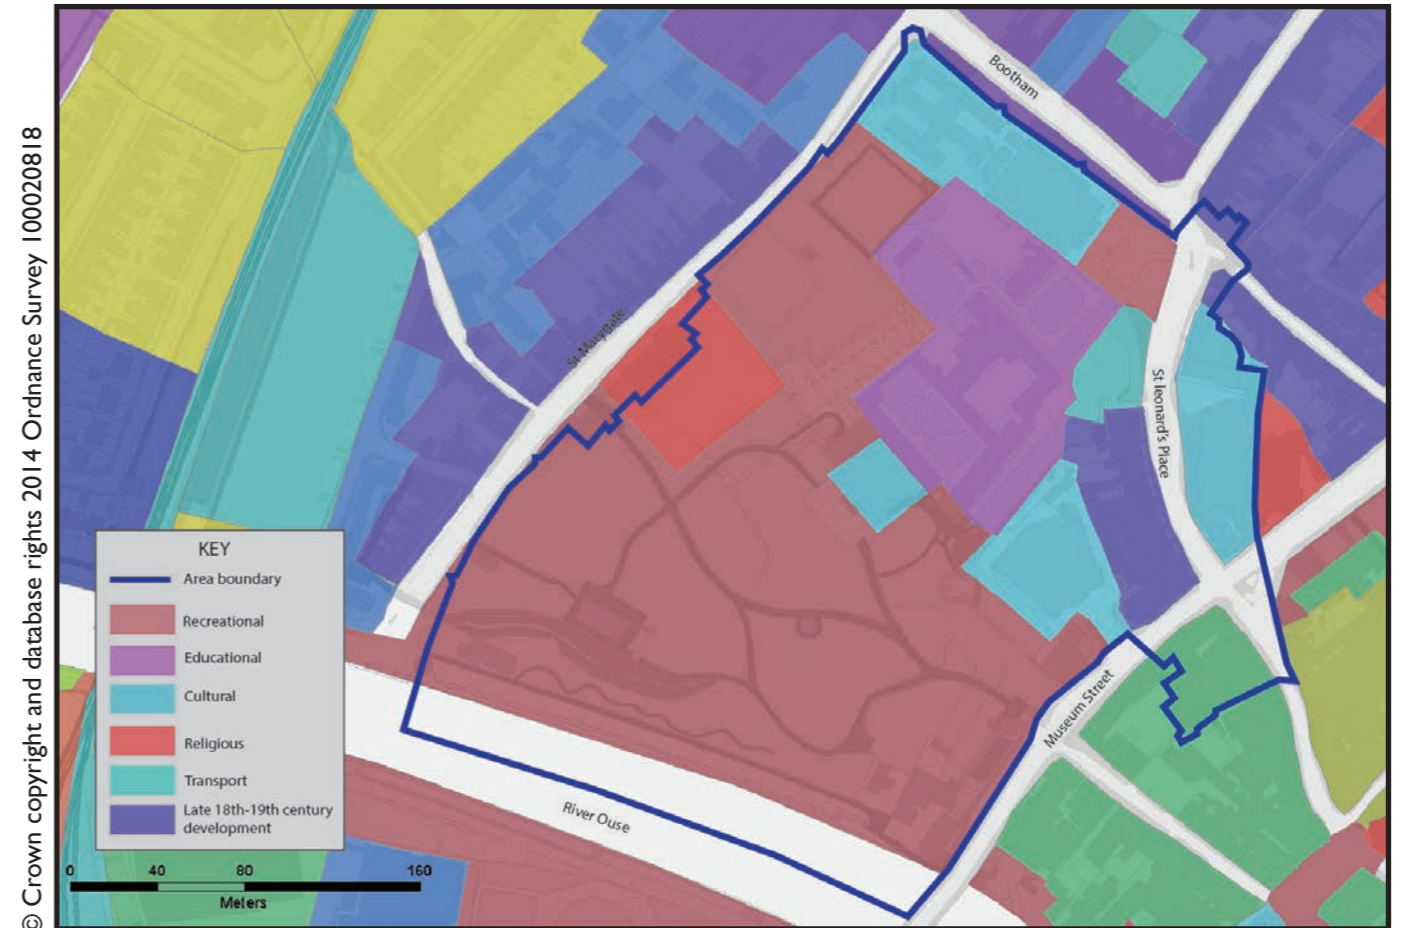 © Crown copyright and database rights 2014 Ordnance Survey 100020818
Bootham
St Marygate
St leonard's Place
Museum Street
River Ouse
KEY
Area boundary
Recreational
Educational
Cultural
Religious
Transport
Late 18th-19th century
development
0 40 80 160
Meters